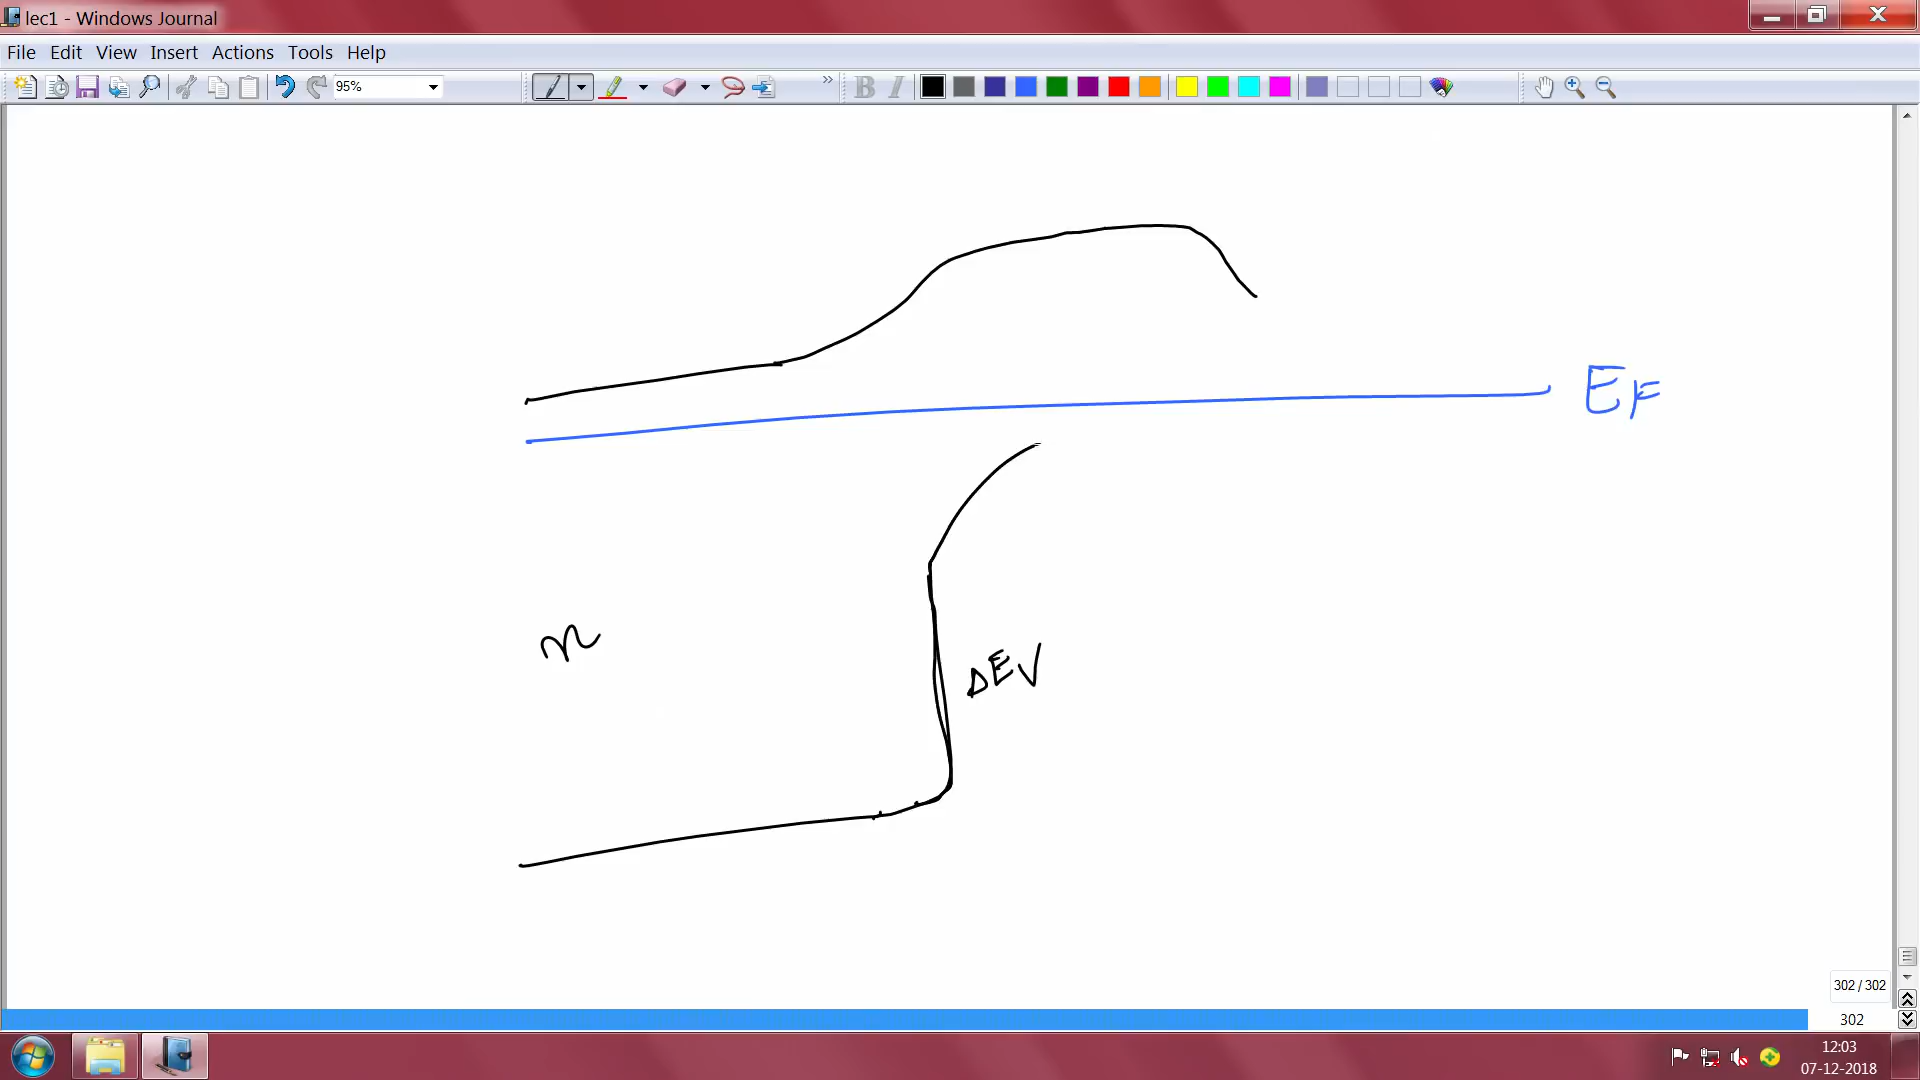 lec1 - Windows Journal
File Edit View Insert Actions Tools Help
95%
B I
EF
n
ΔEV
302 / 302
302
12:03
07-12-2018